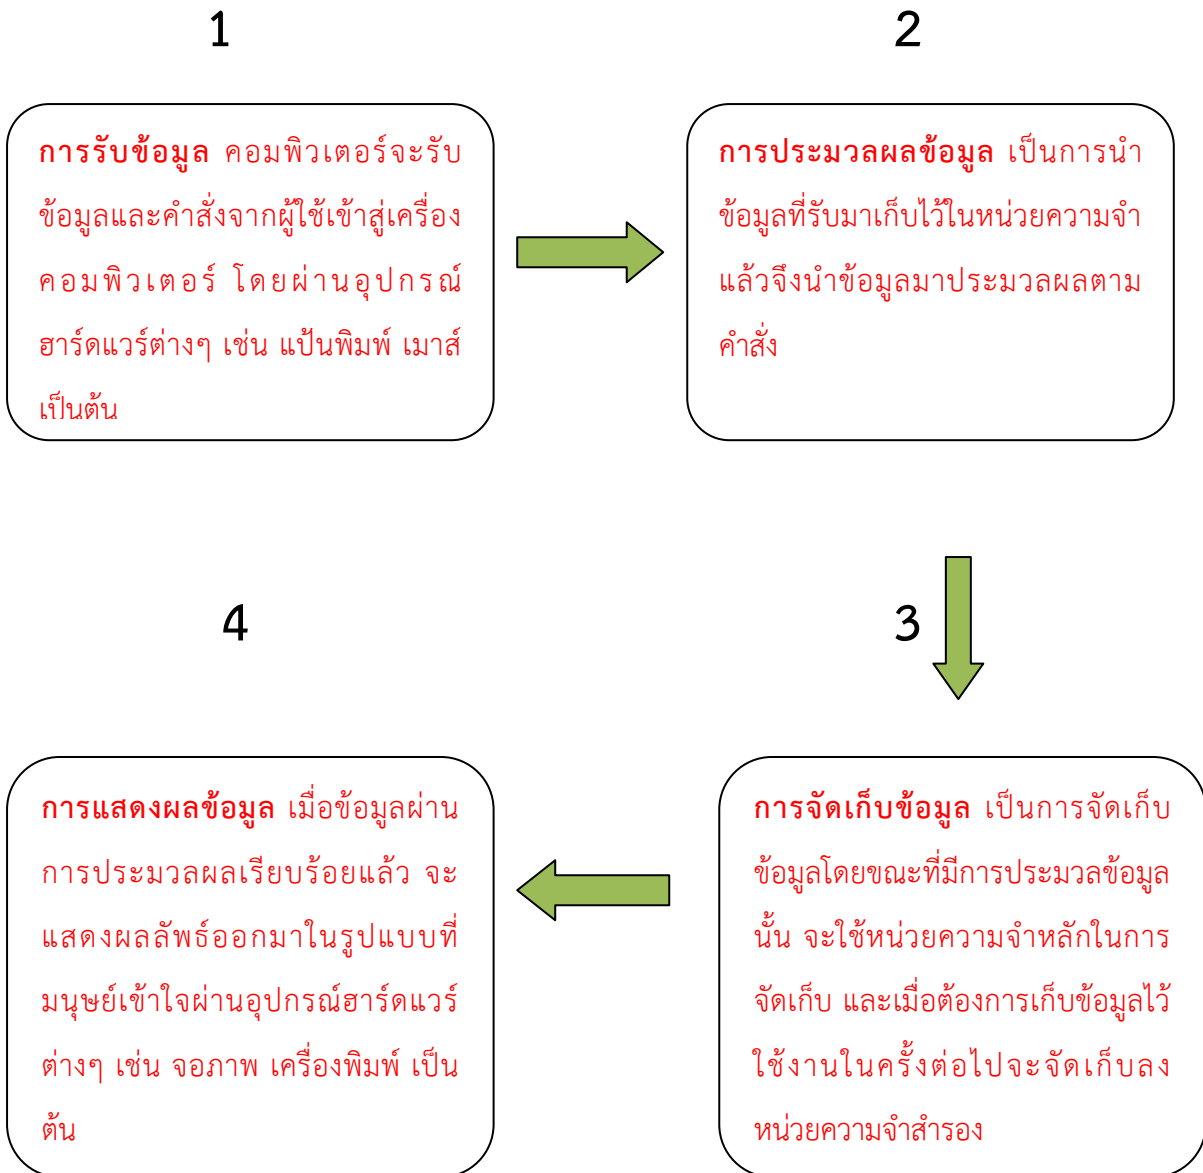 1
การรับข้อมูล คอมพิวเตอร์จะรับ
ข้อมูลและคำสั่งจากผู้ใช้เข้าสู่เครื่อง
คอมพิวเตอร์ โดยผ่านอุปกรณ์
ฮาร์ดแวร์ต่างๆ เช่น แป้นพิมพ์ เมาส์
เป็นต้น
2
การประมวลผลข้อมูล เป็นการนำ
ข้อมูลที่รับมาเก็บไว้ในหน่วยความจำ
แล้วจึงนำข้อมูลมาประมวลผลตาม
คำสั่ง
3
การจัดเก็บข้อมูล เป็นการจัดเก็บ
ข้อมูลโดยขณะที่มีการประมวลข้อมูล
นั้น จะใช้หน่วยความจำหลักในการ
จัดเก็บ และเมื่อต้องการเก็บข้อมูลไว้
ใช้งานในครั้งต่อไปจะจัดเก็บลง
หน่วยความจำสำรอง
4
การแสดงผลข้อมูล เมื่อข้อมูลผ่าน
การประมวลผลเรียบร้อยแล้ว จะ
แสดงผลลัพธ์ออกมาในรูปแบบที่
มนุษย์เข้าใจผ่านอุปกรณ์ฮาร์ดแวร์
ต่างๆ เช่น จอภาพ เครื่องพิมพ์ เป็น
ต้น